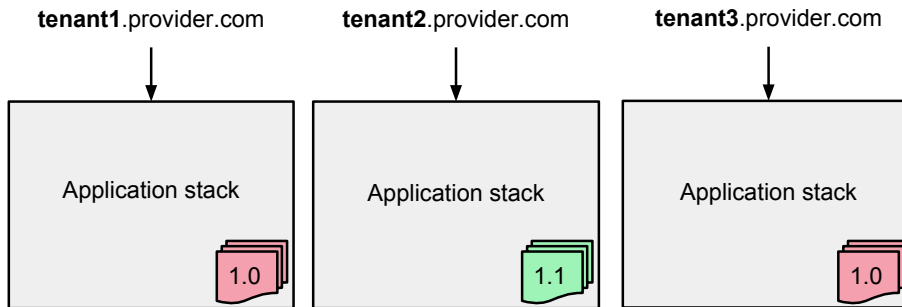 tenant1.provider.com
tenant2.provider.com
tenant3.provider.com
Application stack
Application stack
Application stack
1.0
1.1
1.0